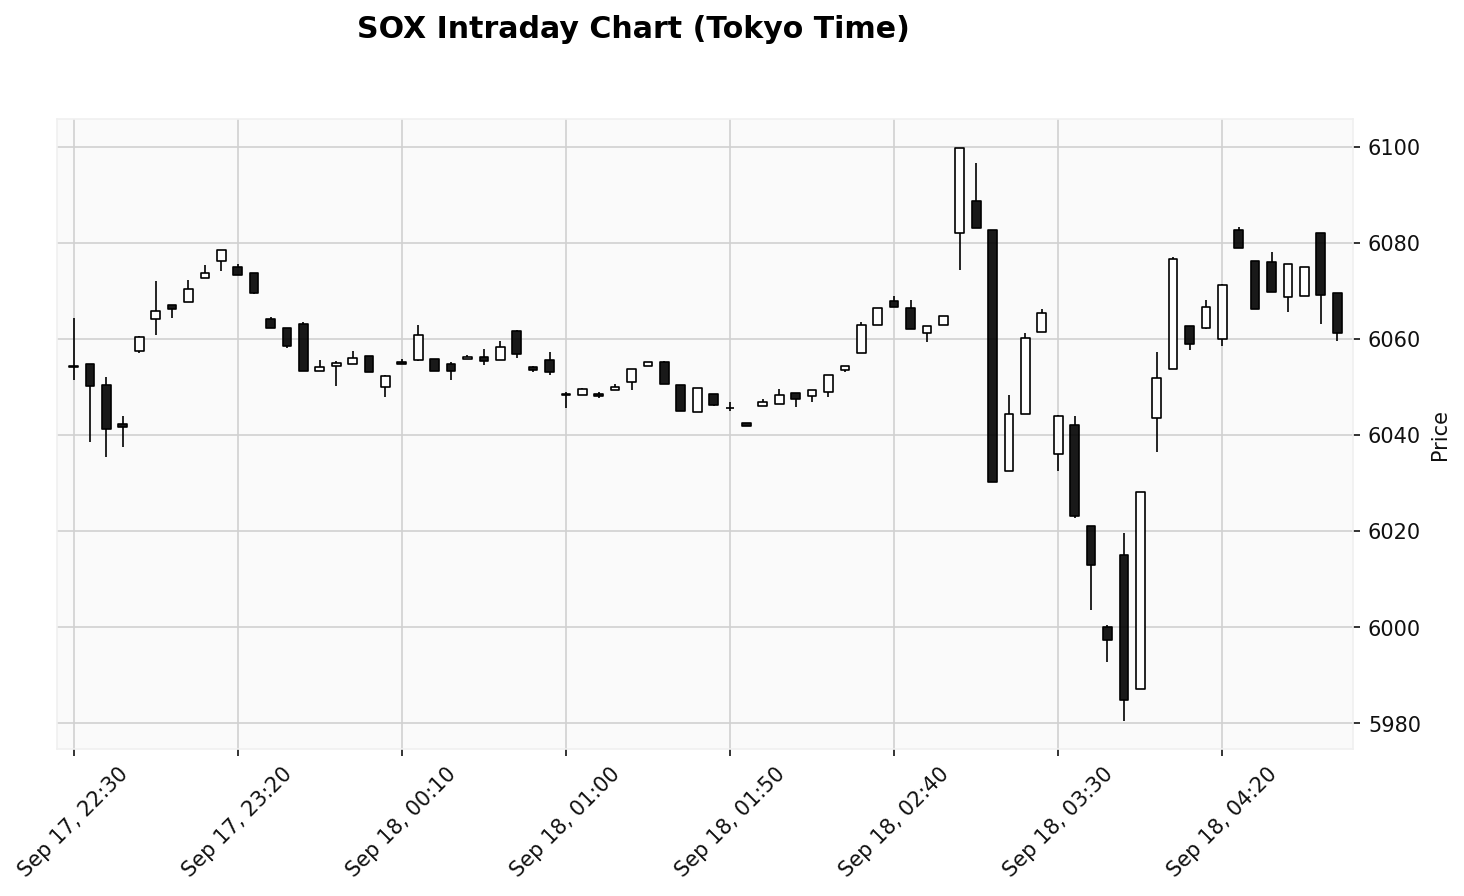 SOX Intraday Chart (Tokyo Time)
6100
6080
6060
6040
6020
6000
5980
Price
Sep 17, 22:30
Sep 17, 23:20
Sep 18, 00:10
Sep 18, 01:00
Sep 18, 01:50
Sep 18, 02:40
Sep 18, 03:30
Sep 18, 04:20